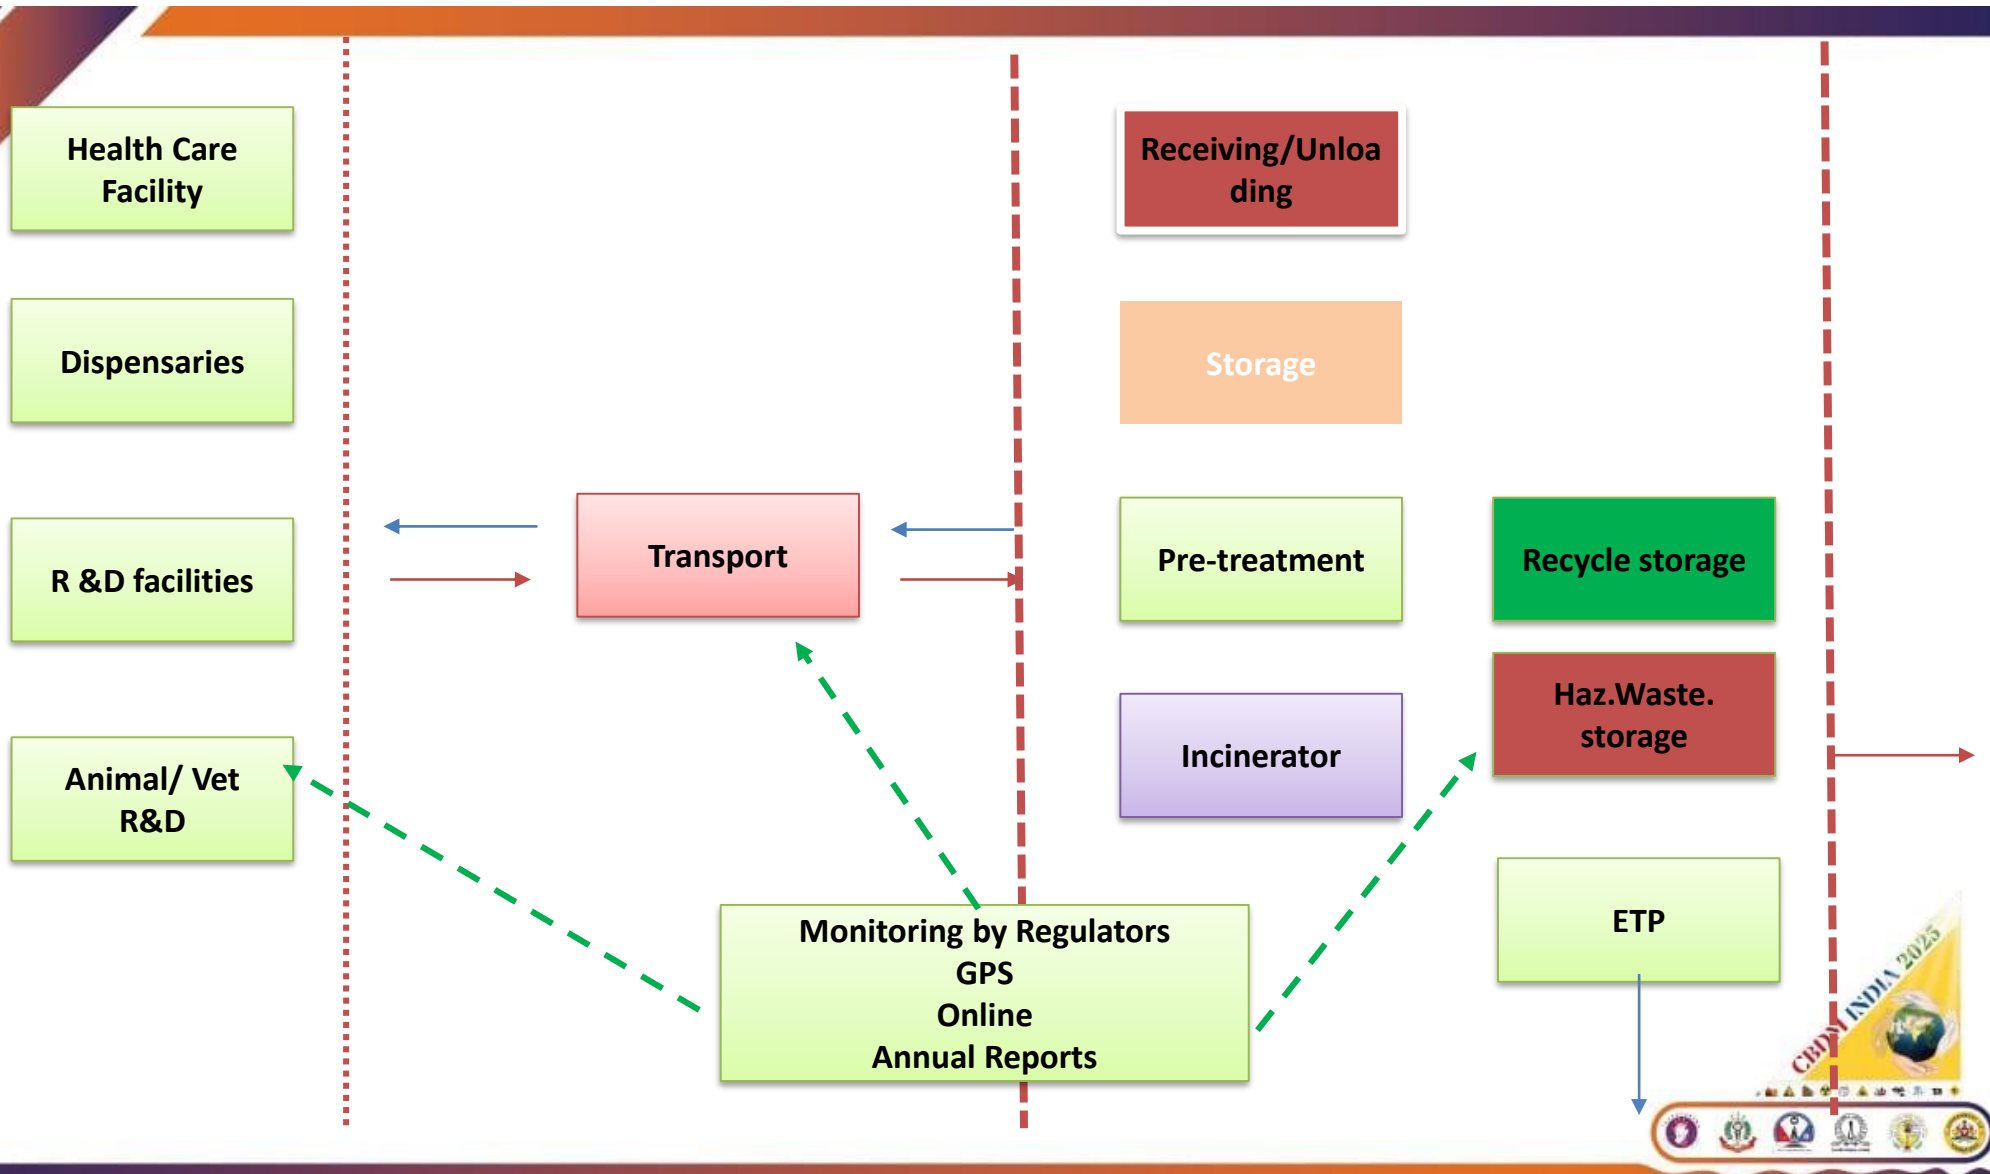 Health Care
Facility
Dispensaries
R &D facilities
Animal/ Vet
R&D
Transport
Monitoring by Regulators
GPS
Online
Annual Reports
Receiving/Unloa
ding
Storage
Pre-treatment
Incinerator
Recycle storage
Haz.Waste.
storage
ETP
CBDM INDIA 2025